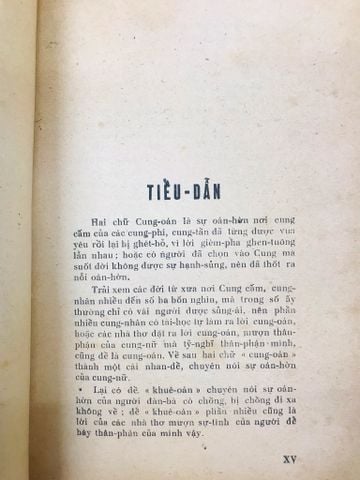 TIỀU-DẪN
Hai chữ Cung-oán là sự oán-hờn nơi cung
cấm của các cung-phi, cung-tần đã từng được vua
yêu rồi lại bị ghét-bỏ, vì lời gièm-pha ghen-tuông
lẫn nhau; hoặc có người đã chọn vào Cung mà
suốt đời không được sự hạnh-sủng, nên đã thốt ra
nỗi oán-hờn.
Trải xem các đời từ xưa nơi Cung cấm, cung-
nhân nhiều đến số ba bốn nghìn, mà trong số ấy
thường chỉ có vài người được sủng-ái, nên phần
nhiều cung-nhân có tài-học tự làm ra lời cung-oán,
hoặc các nhà thơ đặt ra lời cung-oán, mượn thân-
phận của cung-nữ mà tỷ-nghĩ thân-phận mình,
cũng đề là cung-oán. Về sau hai chữ « cung-oán»
thành một cái nhan-đề, chuyên nói sự oán-hờn
của cung-nữ.
Lại có đề « khuê-oán » chuyên nói sự oán-
hờn của người đàn-bà có chồng, bị chồng đi xa
không về ; đề « khuê-oán » phần nhiều cũng là
lời của các nhà thơ mượn sự-tình của người để
bày thân-phận của mình vậy.
XV